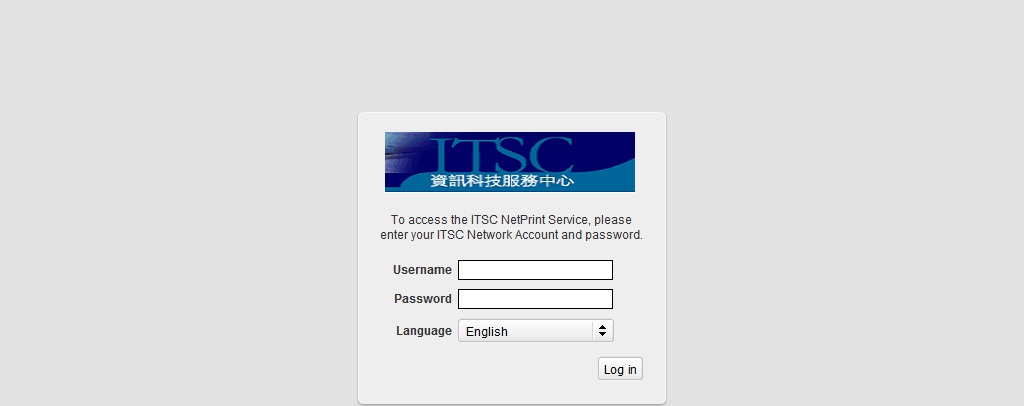 ITSC
資訊科技服務中心
To access the ITSC NetPrint Service, please
enter your ITSC Network Account and password.
Username
Password
Language English
Log in